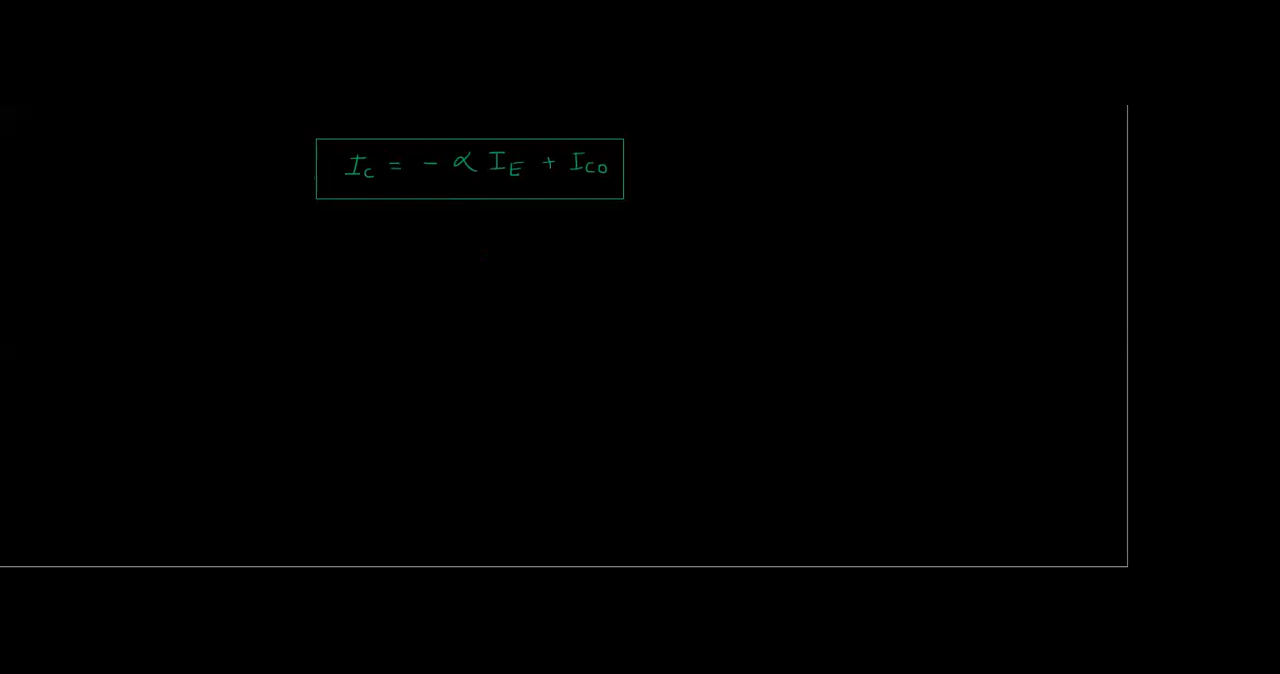 I_C = - α I_E + I_CO